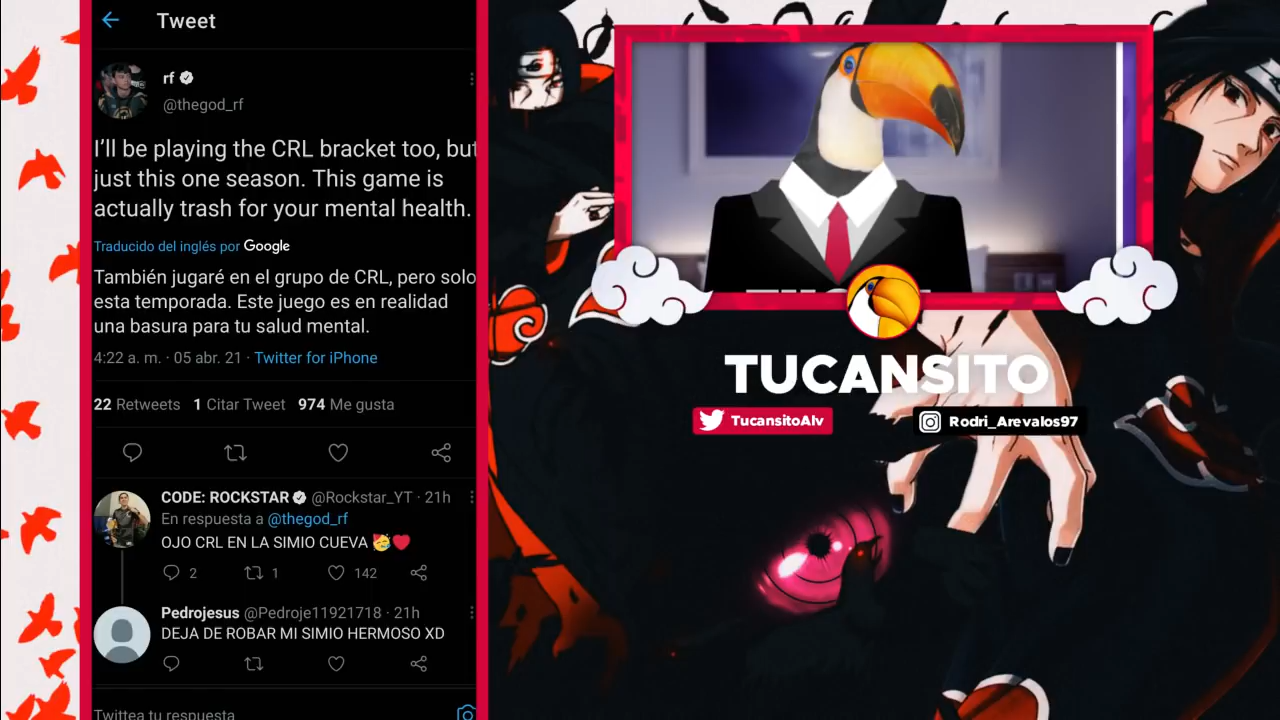 Tweet
rf
@thegod_rf
I’ll be playing the CRL bracket too, but
just this one season. This game is
actually trash for your mental health.
Traducido del inglés por Google
También jugaré en el grupo de CRL, pero solo
esta temporada. Este juego es en realidad
una basura para tu salud mental.
4:22 a. m. · 05 abr. 21 · Twitter for iPhone
22 Retweets 1 Citar Tweet 974 Me gusta
CODE: ROCKSTAR @Rockstar_YT · 21h
En respuesta a @thegod_rf
OJO CRL EN LA SIMIO CUEVA 🥳❤️
2 1 142
Pedrojesus @Pedroje11921718 · 21h
DEJA DE ROBAR MI SIMIO HERMOSO XD
Twittea tu respuesta
TUCANSITO
TucansitoAlv
Rodri_Arevalos97